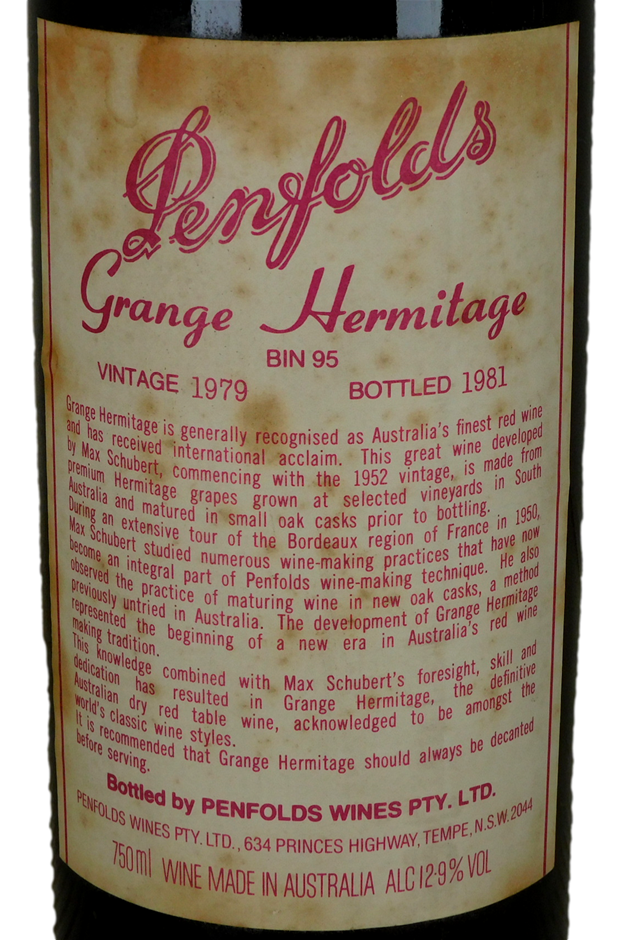 Penfolds
Grange Hermitage
BIN 95
VINTAGE 1979 BOTTLED 1981
Grange Hermitage is generally recognised as Australia's finest red wine
and has received international acclaim. This great wine developed
by Max Schubert, commencing with the 1952 vintage, is made from
premium Hermitage grapes grown at selected vineyards in South
Australia and matured in small oak casks prior to bottling.
During an extensive tour of the Bordeaux region of France in 1950,
Max Schubert studied numerous wine-making practices that have now
become an integral part of Penfolds wine-making technique. He also
observed the practice of maturing wine in new oak casks, a method
previously untried in Australia. The development of Grange Hermitage
represented the beginning of a new era in Australia's red wine
making tradition.
This knowledge combined with Max Schubert's foresight, skill and
dedication has resulted in Grange Hermitage, the definitive
Australian dry red table wine, acknowledged to be amongst the
world's classic wine styles.
It is recommended that Grange Hermitage should always be decanted
before serving.
Bottled by PENFOLDS WINES PTY. LTD.
PENFOLDS WINES PTY. LTD., 634 PRINCES HIGHWAY, TEMPE, N.S.W. 2044
750ml WINE MADE IN AUSTRALIA ALC 12·9% VOL